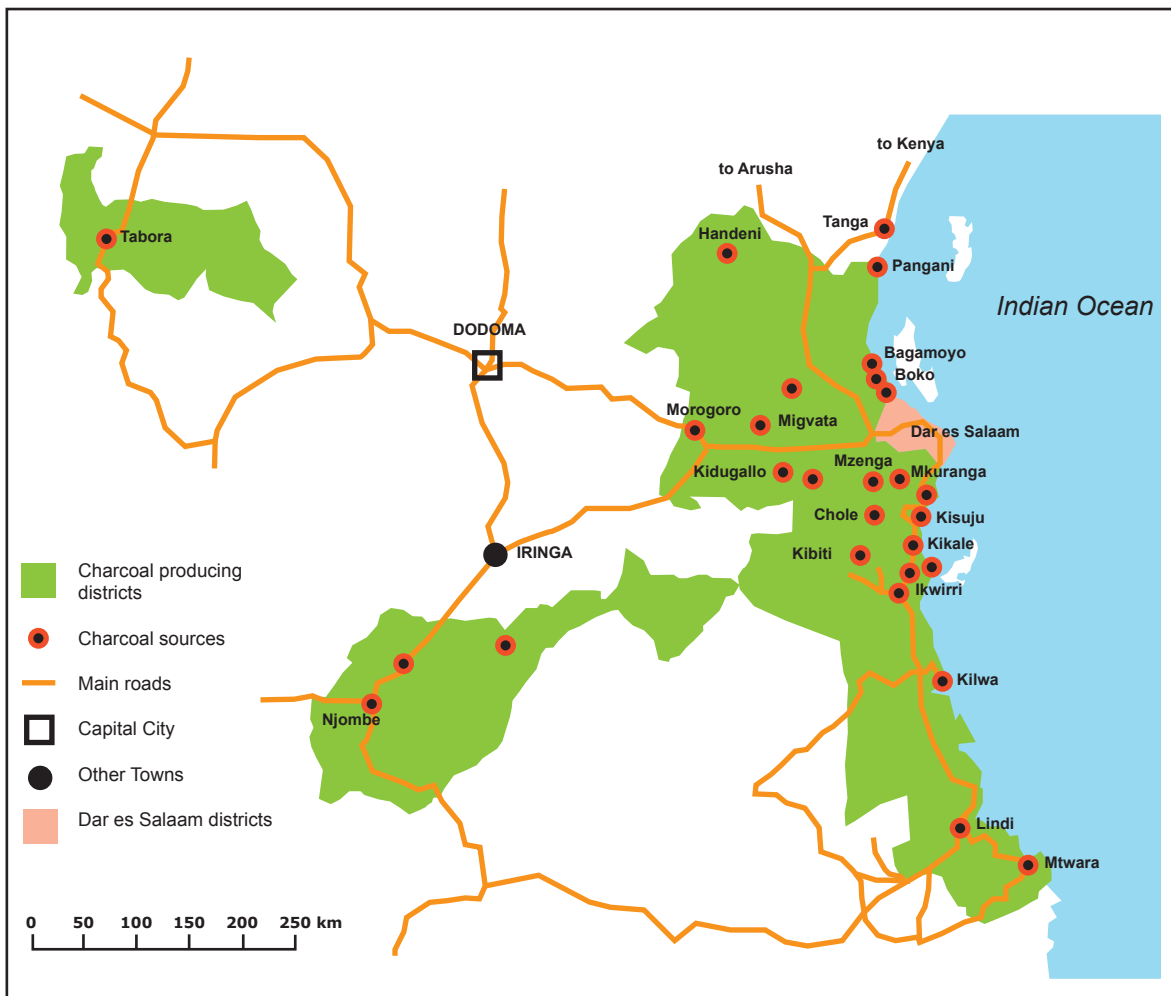 to Kenya
to Arusha
Tanga
Handeni
Tabora
Pangani
Indian Ocean
DODOMA
Bagamoyo
Boko
Morogoro
Migvata
Dar es Salaam
Mzenga
Kidugallo
Mkuranga
Chole
Kisuju
Kikale
IRINGA
Kibiti
Ikwirri
Kilwa
Njombe
Lindi
Mtwara
Charcoal producing
districts
Charcoal sources
Main roads
Capital City
Other Towns
Dar es Salaam districts
0 50 100 150 200 250 km